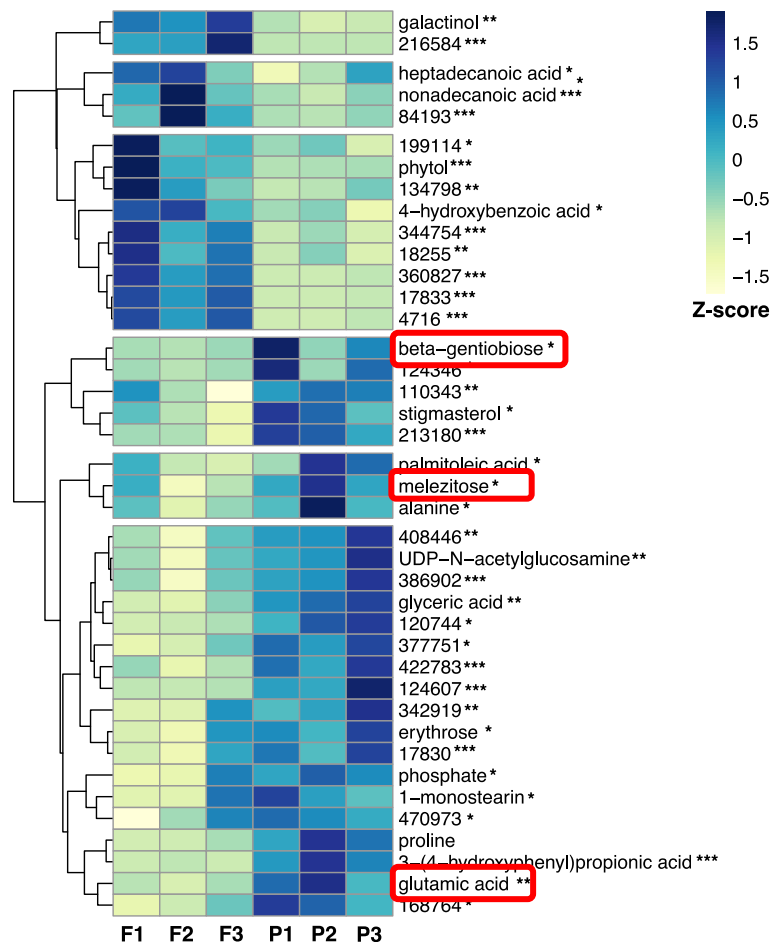 galactinol **
216584 ***
heptadecanoic acid *
*
nonadecanoic acid ***
84193 ***
199114 *
phytol ***
134798 **
4−hydroxybenzoic acid *
344754 ***
18255 **
360827 ***
17833 ***
4716 ***
beta−gentiobiose *
124346
110343 **
stigmasterol *
213180 ***
palmitoleic acid *
melezitose *
alanine *
408446 **
UDP−N−acetylglucosamine **
386902 ***
glyceric acid **
120744 *
377751 *
422783 ***
124607 ***
342919 **
erythrose *
17830 ***
phosphate *
1−monostearin *
470973 *
proline
3−(4−hydroxyphenyl)propionic acid ***
glutamic acid **
168764 *
F1 F2 F3 P1 P2 P3
1.5
1
0.5
0
−0.5
−1
−1.5
Z−score